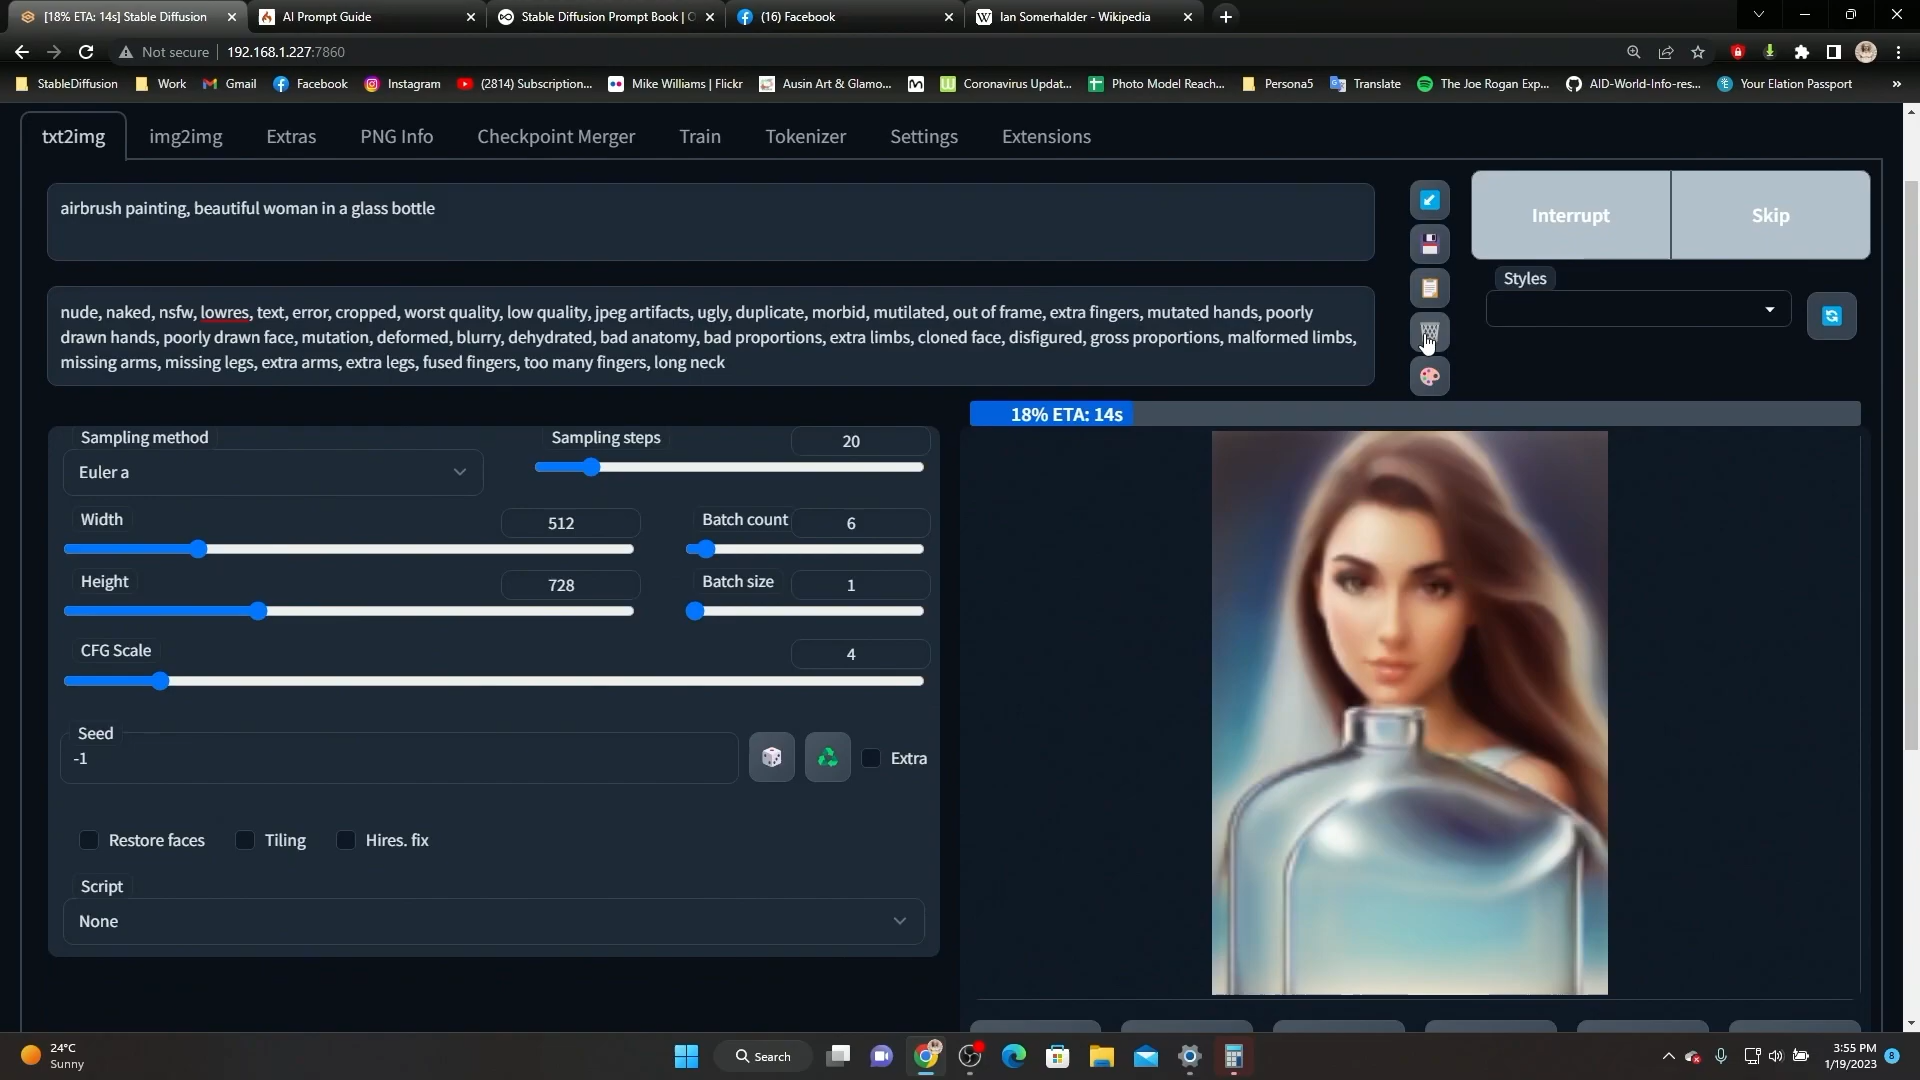 [18% ETA: 14s] Stable Diffusion
AI Prompt Guide
Stable Diffusion Prompt Book |
(16) Facebook
Ian Somerhalder - Wikipedia
Not secure
192.168.1.227:7860
StableDiffusion
Work
Gmail
Facebook
Instagram
(2814) Subscription...
Mike Williams | Flickr
Ausin Art & Glamo...
Coronavirus Updat...
Photo Model Reach...
Persona5
Translate
The Joe Rogan Exp...
AID-World-Info-res...
Your Elation Passport
»
txt2img
img2img
Extras
PNG Info
Checkpoint Merger
Train
Tokenizer
Settings
Extensions
airbrush painting, beautiful woman in a glass bottle
Interrupt
Skip
Styles
nude, naked, nsfw, lowres, text, error, cropped, worst quality, low quality, jpeg artifacts, ugly, duplicate, morbid, mutilated, out of frame, extra fingers, mutated hands, poorly
drawn hands, poorly drawn face, mutation, deformed, blurry, dehydrated, bad anatomy, bad proportions, extra limbs, cloned face, disfigured, gross proportions, malformed limbs,
missing arms, missing legs, extra arms, extra legs, fused fingers, too many fingers, long neck
18% ETA: 14s
Sampling method
Euler a
Sampling steps
20
Width
512
Batch count
6
Height
728
Batch size
1
CFG Scale
4
Seed
-1
Extra
Restore faces
Tiling
Hires. fix
Script
None
24°C
Sunny
Search
3:55 PM
1/19/2023
8